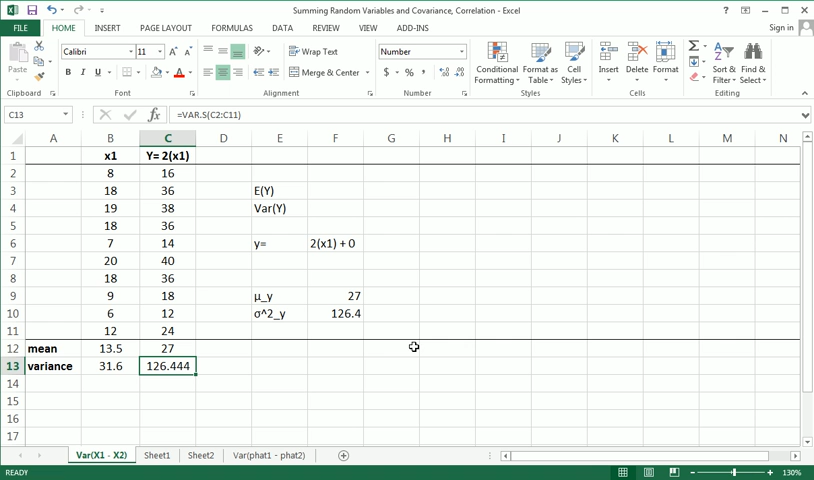 Summing Random Variables and Covariance, Correlation - Excel
FILE HOME INSERT PAGE LAYOUT FORMULAS DATA REVIEW VIEW ADD-INS Sign in
Paste Calibri 11 Wrap Text Number Conditional Formatting Format as Table Cell Styles Insert Delete Format Sort & Filter Find & Select
B I U Merge & Center $ % ,
Clipboard Font Alignment Number Styles Cells Editing
C13 fx =VAR.S(C2:C11)
A B C D E F G H I J K L M N
1 x1 Y= 2(x1)
2 8 16
3 18 36 E(Y)
4 19 38 Var(Y)
5 18 36
6 7 14 y= 2(x1) + 0
7 20 40
8 18 36
9 9 18 μ_y 27
10 6 12 σ^2_y 126.4
11 12 24
12 mean 13.5 27
13 variance 31.6 126.444
14
15
16
17
Var(X1 - X2) Sheet1 Sheet2 Var(phat1 - phat2)
READY 130%